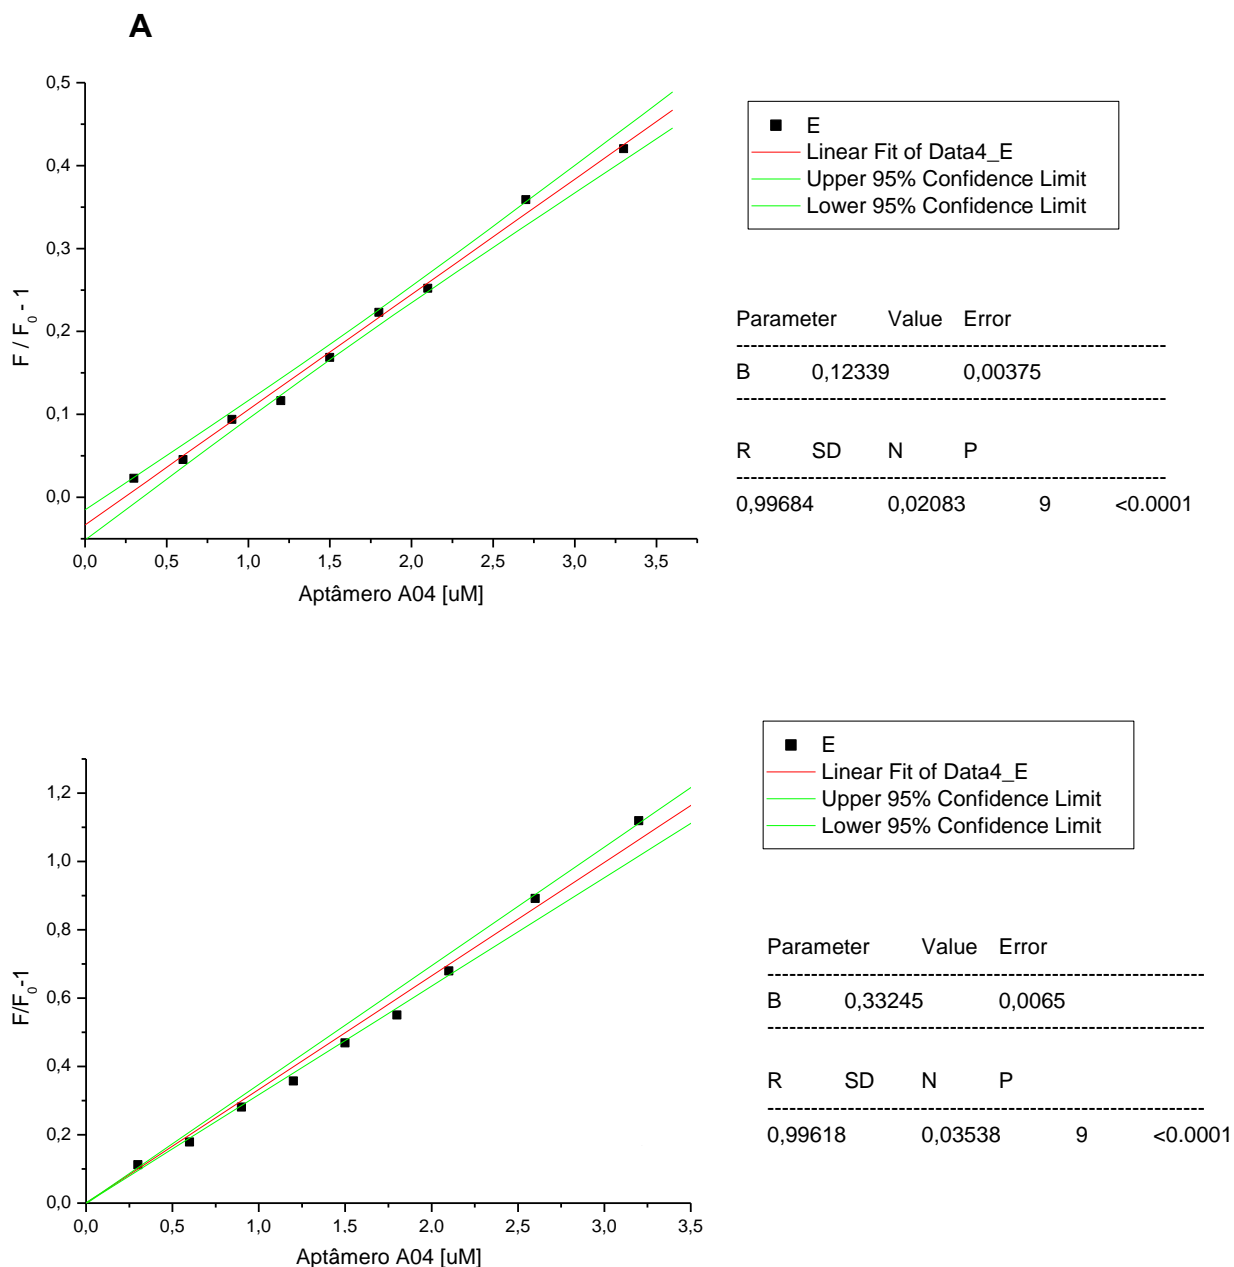 A
0,5
0,4
0,3
0,2
0,1
0,0
F / F0 - 1
0,0 0,5 1,0 1,5 2,0 2,5 3,0 3,5
Aptâmero A04 [uM]
E
Linear Fit of Data4_E
Upper 95% Confidence Limit
Lower 95% Confidence Limit
Parameter Value Error
------------------------------------------------------------
B 0,12339 0,00375
------------------------------------------------------------
R SD N P
------------------------------------------------------------
0,99684 0,02083 9 <0.0001
1,2
1,0
0,8
0,6
0,4
0,2
0,0
F/F0-1
0,0 0,5 1,0 1,5 2,0 2,5 3,0 3,5
Aptâmero A04 [uM]
E
Linear Fit of Data4_E
Upper 95% Confidence Limit
Lower 95% Confidence Limit
Parameter Value Error
------------------------------------------------------------
B 0,33245 0,0065
------------------------------------------------------------
R SD N P
------------------------------------------------------------
0,99618 0,03538 9 <0.0001